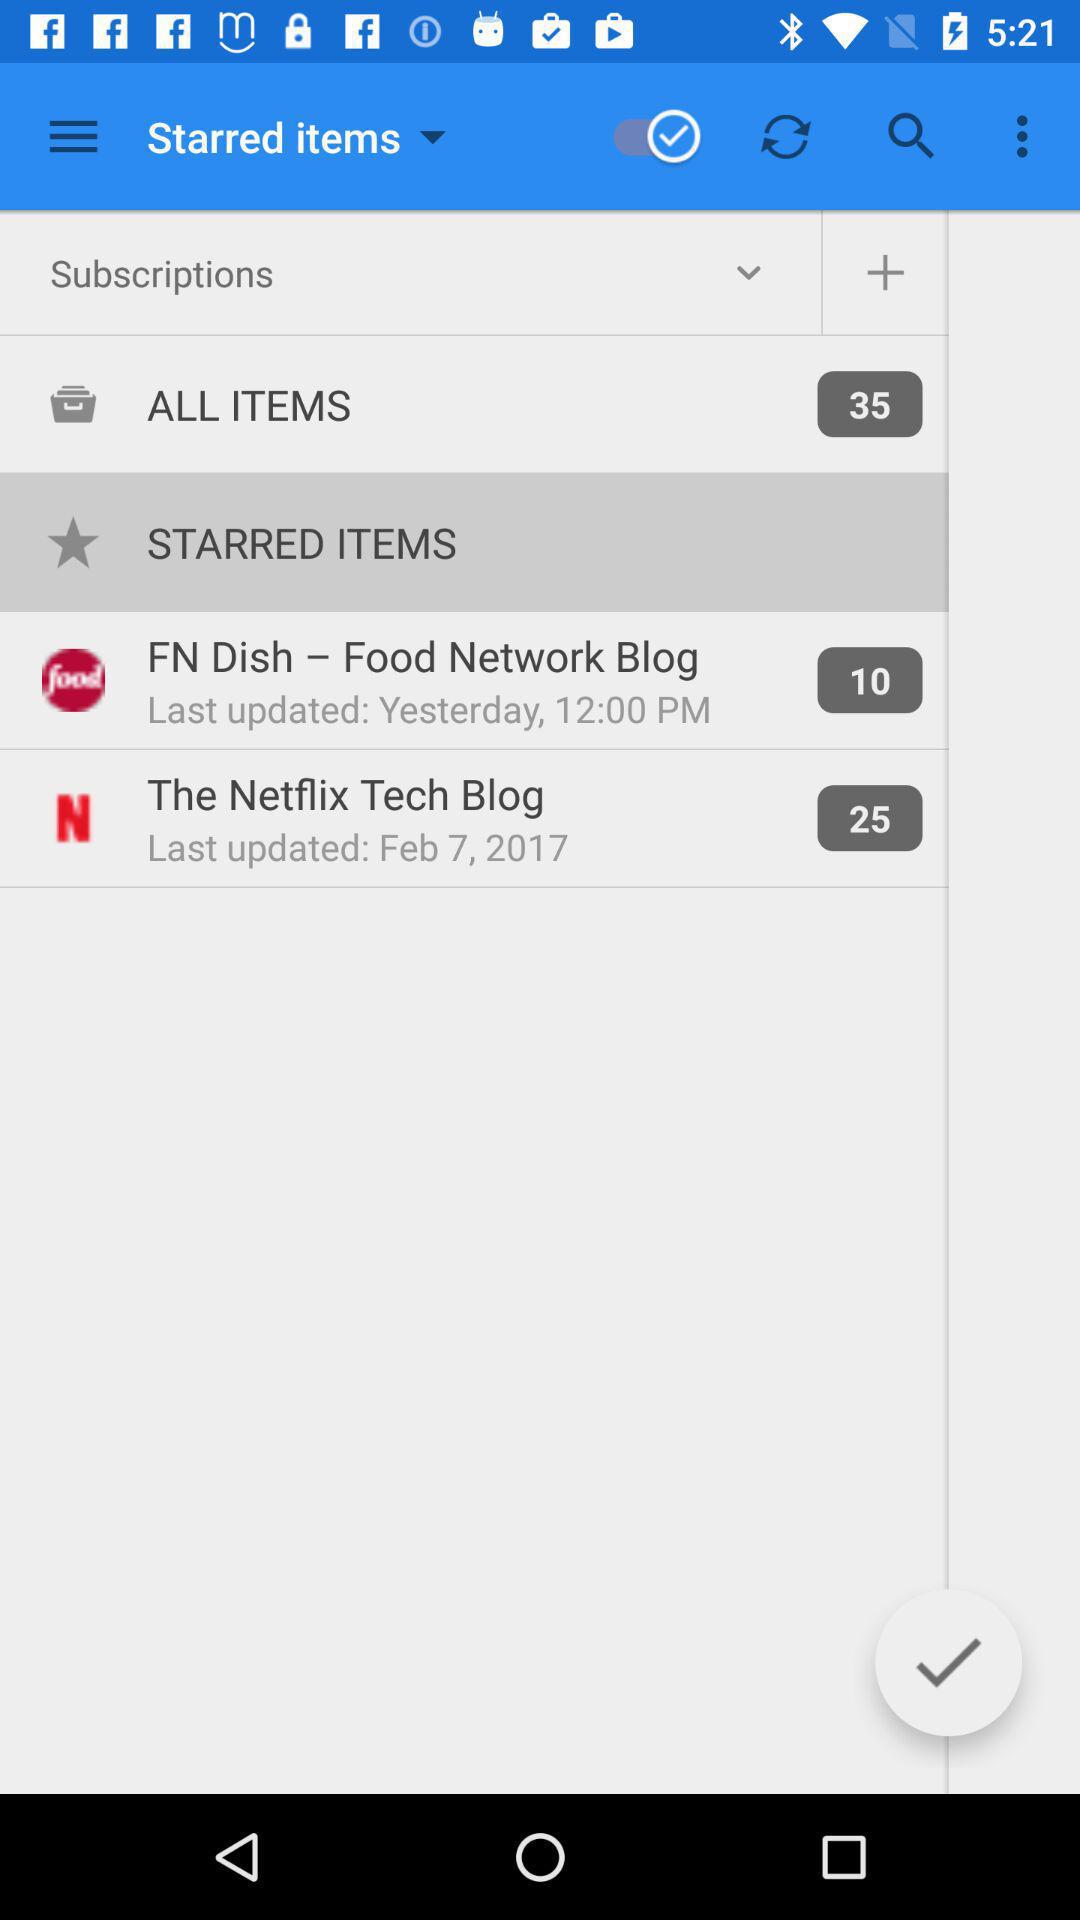 5:21
Starred items
Subscriptions
ALL ITEMS
35
STARRED ITEMS
food
FN Dish – Food Network Blog
Last updated: Yesterday, 12:00 PM
10
N
The Netflix Tech Blog
Last updated: Feb 7, 2017
25